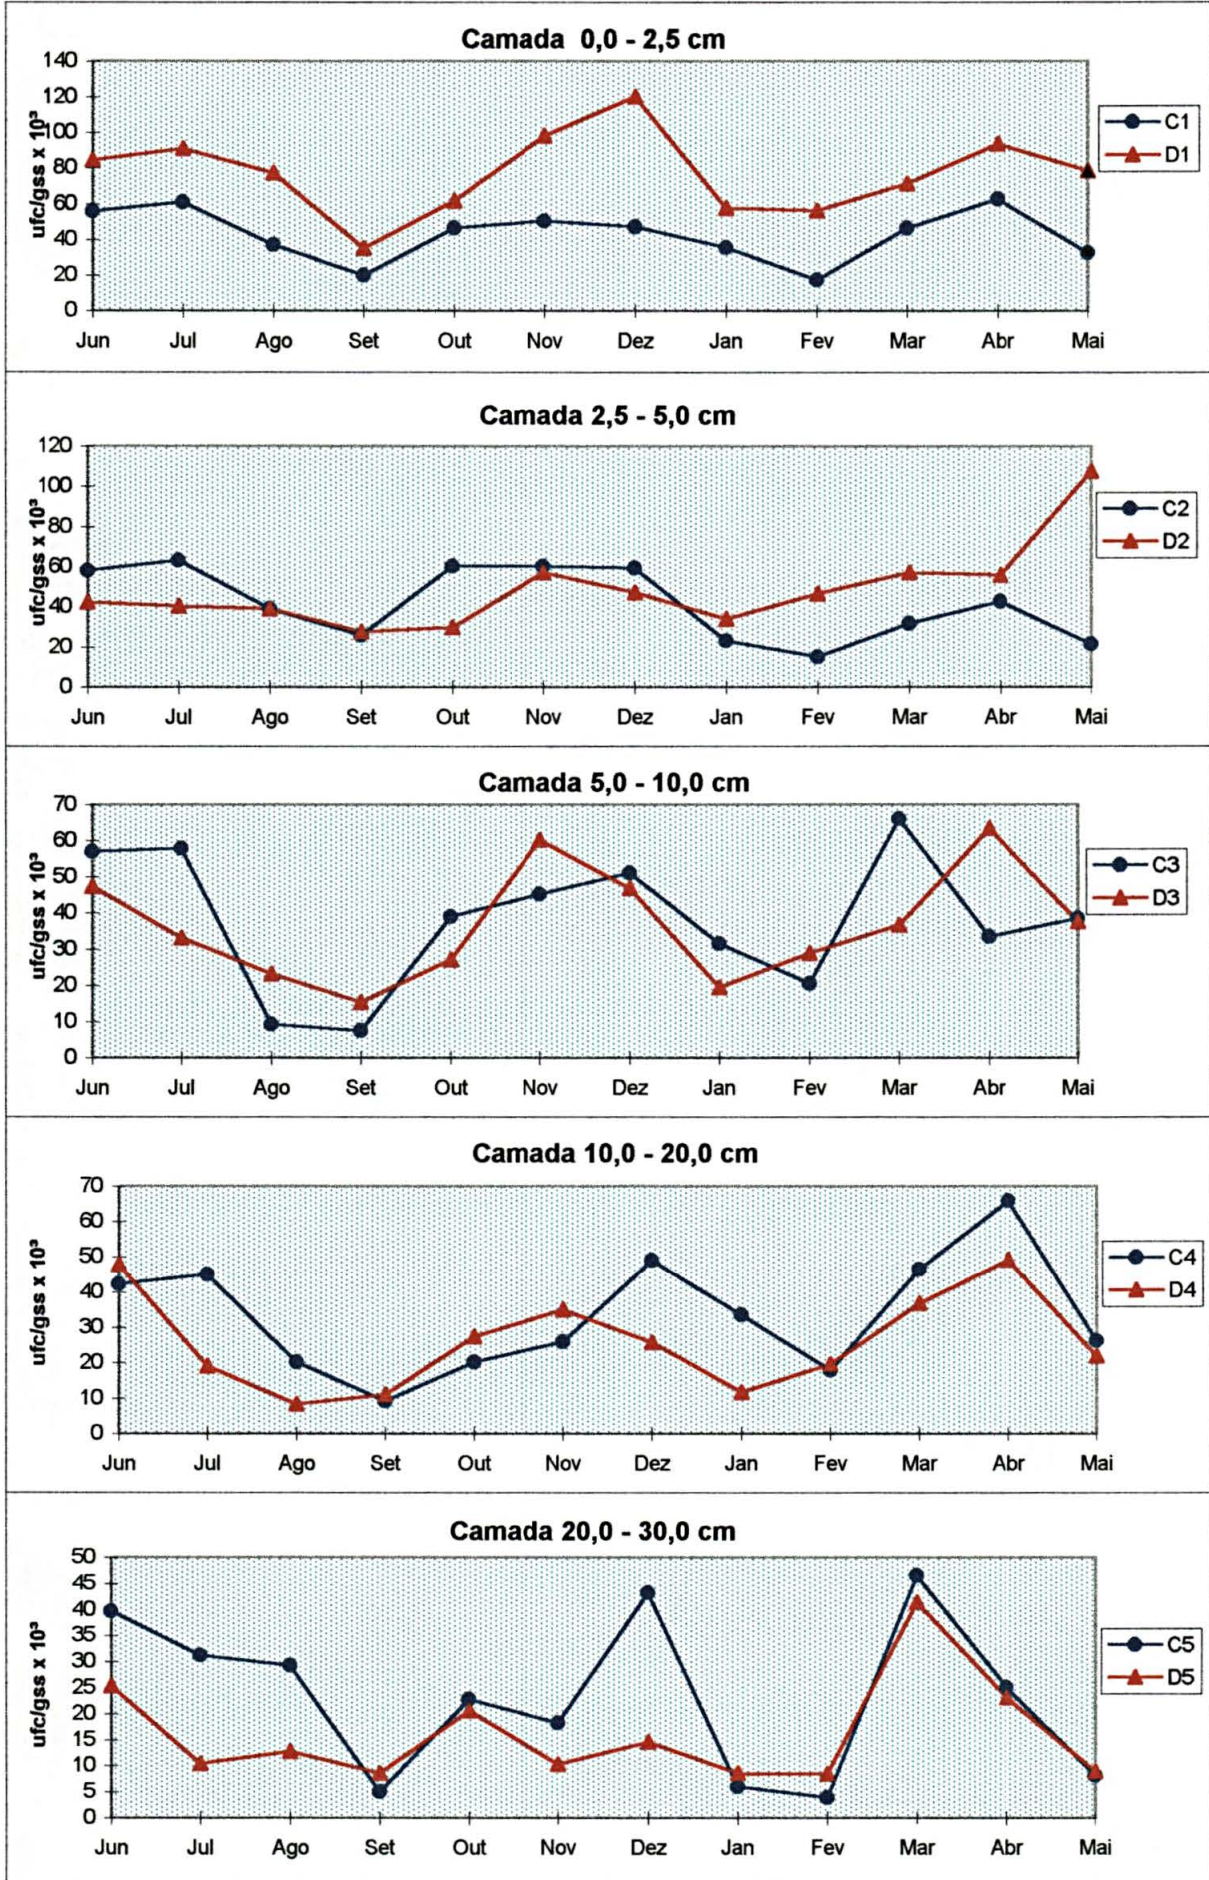 Camada 0,0 - 2,5 cm
ufc/gss x 10³
140
120
100
80
60
40
20
0
Jun Jul Ago Set Out Nov Dez Jan Fev Mar Abr Mai
C1
D1
Camada 2,5 - 5,0 cm
ufc/gss x 10³
120
100
80
60
40
20
0
Jun Jul Ago Set Out Nov Dez Jan Fev Mar Abr Mai
C2
D2
Camada 5,0 - 10,0 cm
ufc/gss x 10³
70
60
50
40
30
20
10
0
Jun Jul Ago Set Out Nov Dez Jan Fev Mar Abr Mai
C3
D3
Camada 10,0 - 20,0 cm
ufc/gss x 10³
70
60
50
40
30
20
10
0
Jun Jul Ago Set Out Nov Dez Jan Fev Mar Abr Mai
C4
D4
Camada 20,0 - 30,0 cm
ufc/gss x 10³
50
45
40
35
30
25
20
15
10
5
0
Jun Jul Ago Set Out Nov Dez Jan Fev Mar Abr Mai
C5
D5